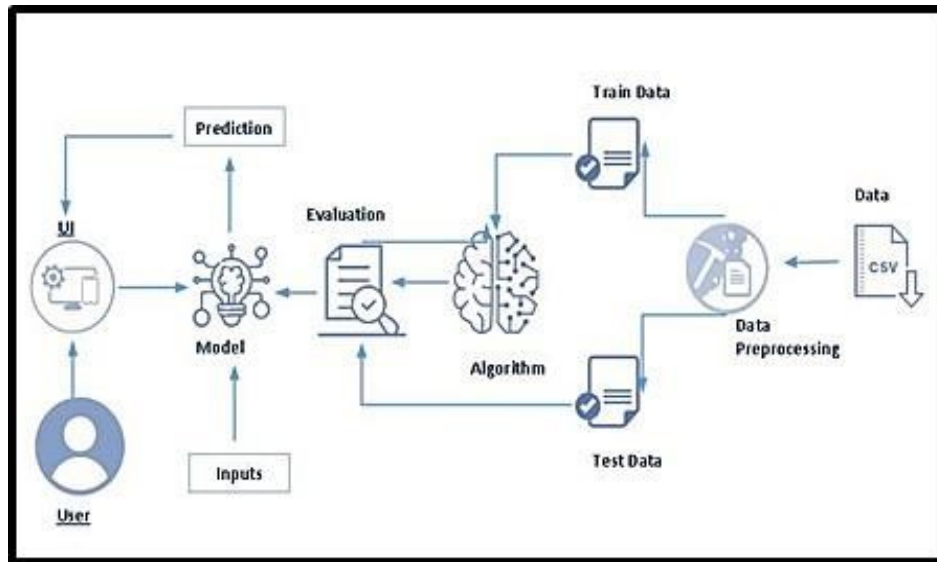 Train Data
Prediction
Data
Evaluation
UI
CSV
Data
Preprocessing
Model
Algorithm
Test Data
Inputs
User